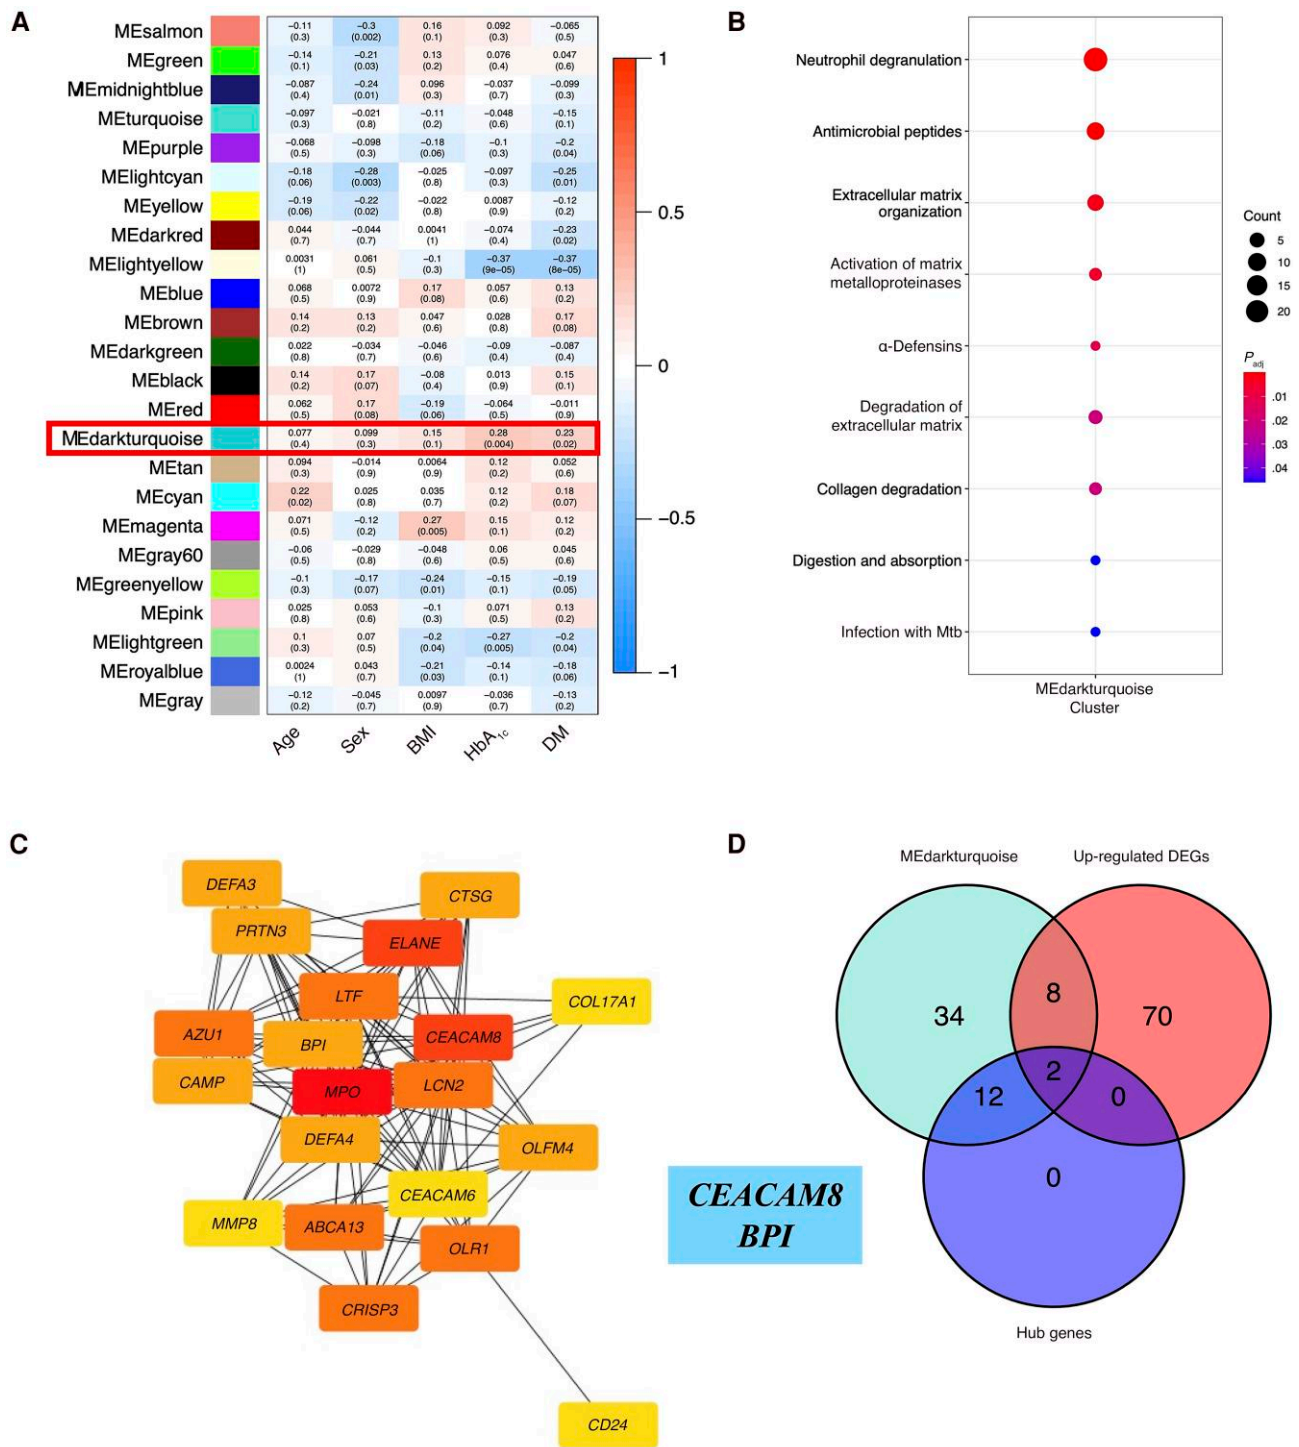 A
MEsalmon −0.11 −0.3 0.16 0.092 −0.065
(0.3) (0.002) (0.1) (0.3) (0.5)
MEgreen −0.14 −0.21 0.13 0.076 0.047
(0.1) (0.03) (0.2) (0.4) (0.6)
MEmidnightblue −0.087 −0.24 0.096 −0.037 −0.099
(0.4) (0.01) (0.3) (0.7) (0.3)
MEturquoise −0.097 −0.021 −0.11 −0.048 −0.15
(0.3) (0.8) (0.2) (0.6) (0.1)
MEpurple −0.068 −0.098 −0.18 −0.1 −0.2
(0.5) (0.3) (0.06) (0.3) (0.04)
MElightcyan −0.18 −0.28 −0.025 −0.097 −0.25
(0.06) (0.003) (0.8) (0.3) (0.01)
MEyellow −0.19 −0.22 −0.022 0.0087 −0.12
(0.06) (0.02) (0.8) (0.9) (0.2)
MEdarkred 0.044 −0.044 0.0041 −0.074 −0.23
(0.7) (0.7) (1) (0.4) (0.02)
MElightyellow 0.0031 0.061 −0.1 −0.37 −0.37
(1) (0.5) (0.3) (9e−05) (8e−05)
MEblue 0.068 0.0072 0.17 0.057 0.13
(0.5) (0.9) (0.08) (0.6) (0.2)
MEbrown 0.14 0.13 0.047 0.028 0.17
(0.2) (0.2) (0.6) (0.8) (0.08)
MEdarkgreen 0.022 −0.034 −0.046 −0.09 −0.087
(0.8) (0.7) (0.6) (0.4) (0.4)
MEblack 0.14 0.17 −0.08 0.013 0.15
(0.2) (0.07) (0.4) (0.9) (0.1)
MEred 0.062 0.17 −0.19 −0.064 −0.011
(0.5) (0.08) (0.06) (0.5) (0.9)
MEdarkturquoise 0.077 0.099 0.15 0.28 0.23
(0.4) (0.3) (0.1) (0.004) (0.02)
MEtan 0.094 −0.014 0.0064 0.12 0.052
(0.3) (0.9) (0.9) (0.2) (0.6)
MEcyan 0.22 0.025 0.035 0.12 0.18
(0.02) (0.8) (0.7) (0.2) (0.07)
MEmagenta 0.071 −0.12 0.27 0.15 0.12
(0.5) (0.2) (0.005) (0.1) (0.2)
MEgray60 −0.06 −0.029 −0.048 0.06 0.045
(0.5) (0.8) (0.6) (0.5) (0.6)
MEgreenyellow −0.1 −0.17 −0.24 −0.15 −0.19
(0.3) (0.07) (0.01) (0.1) (0.05)
MEpink 0.025 0.053 −0.1 0.071 0.13
(0.8) (0.6) (0.3) (0.5) (0.2)
MElightgreen 0.1 0.07 −0.2 −0.27 −0.2
(0.3) (0.5) (0.04) (0.005) (0.04)
MEroyalblue 0.0024 0.043 −0.21 −0.14 −0.18
(1) (0.7) (0.03) (0.1) (0.06)
MEgray −0.12 −0.045 0.0097 −0.036 −0.13
(0.2) (0.7) (0.9) (0.7) (0.2)
Age Sex BMI HbA1c DM
1
0.5
0
−0.5
−1
B
Neutrophil degranulation
Antimicrobial peptides
Extracellular matrix
organization
Activation of matrix
metalloproteinases
α-Defensins
Degradation of
extracellular matrix
Collagen degradation
Digestion and absorption
Infection with Mtb
MEdarkturquoise
Cluster
Count
5
10
15
20
Padj
.01
.02
.03
.04
C
DEFA3
CTSG
PRTN3
ELANE
LTF
COL17A1
AZU1
BPI
CEACAM8
CAMP
MPO
LCN2
DEFA4
OLFM4
CEACAM6
MMP8
ABCA13
OLR1
CRISP3
CD24
D
MEdarkturquoise
Up-regulated DEGs
34
8
70
2
12
0
0
Hub genes
CEACAM8
BPI